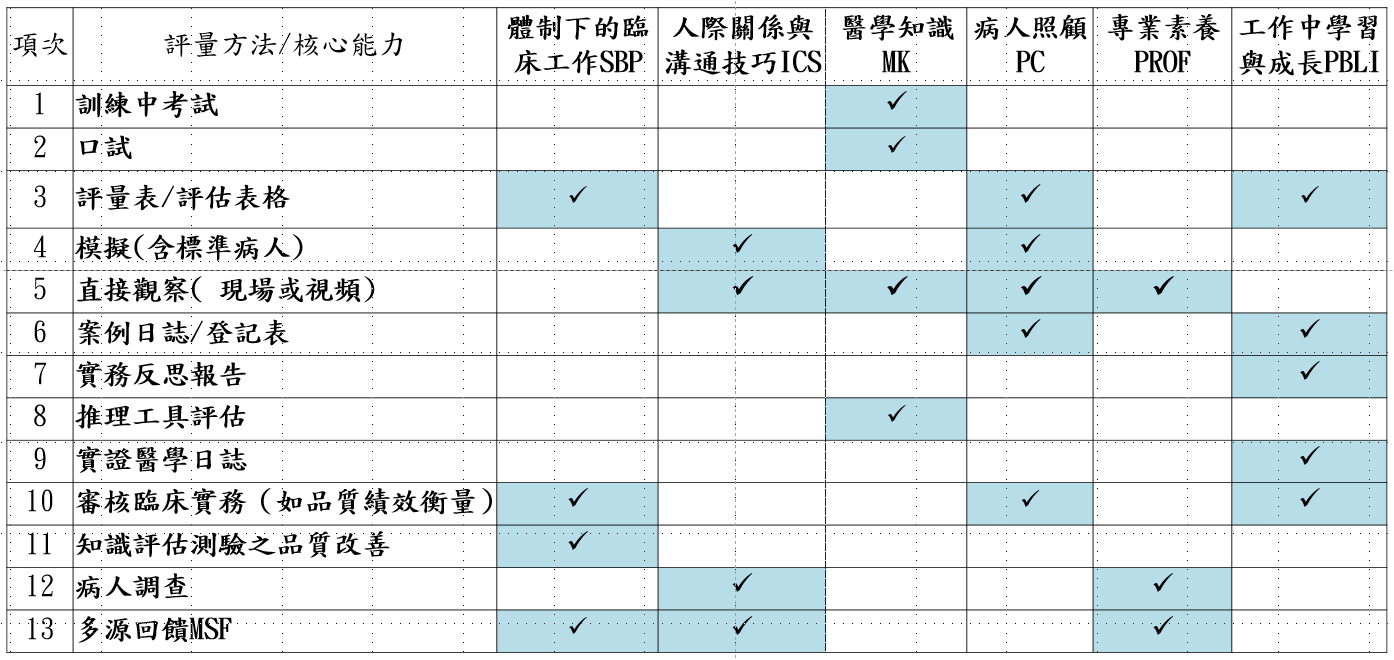 項次 評量方法/核心能力 體制下的臨床工作SBP 人際關係與溝通技巧ICS 醫學知識MK 病人照顧PC 專業素養PROF 工作中學習與成長PBLI
1 訓練中考試 ✓
2 口試 ✓
3 評量表/評估表格 ✓ ✓ ✓
4 模擬(含標準病人) ✓ ✓
5 直接觀察( 現場或視頻) ✓ ✓ ✓ ✓
6 案例日誌/登記表 ✓ ✓
7 實務反思報告 ✓
8 推理工具評估 ✓
9 實證醫學日誌 ✓
10 審核臨床實務（如品質績效衡量） ✓ ✓ ✓
11 知識評估測驗之品質改善 ✓
12 病人調查 ✓ ✓
13 多源回饋MSF ✓ ✓ ✓